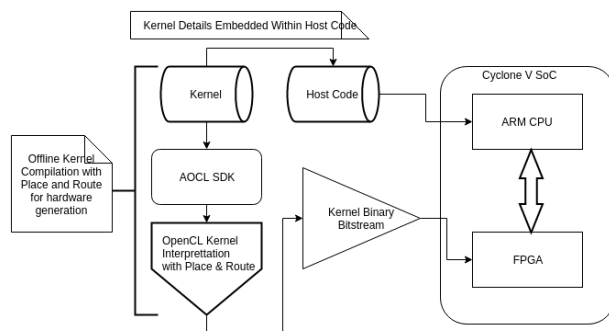 Kernel Details Embedded Within Host Code
Cyclone V SoC
Kernel
Host Code
ARM CPU
Offline Kernel
Compilation with
Place and Route
for hardware
generation
AOCL SDK
Kernel Binary
Bitstream
OpenCL Kernel
Interprettation
with Place & Route
FPGA